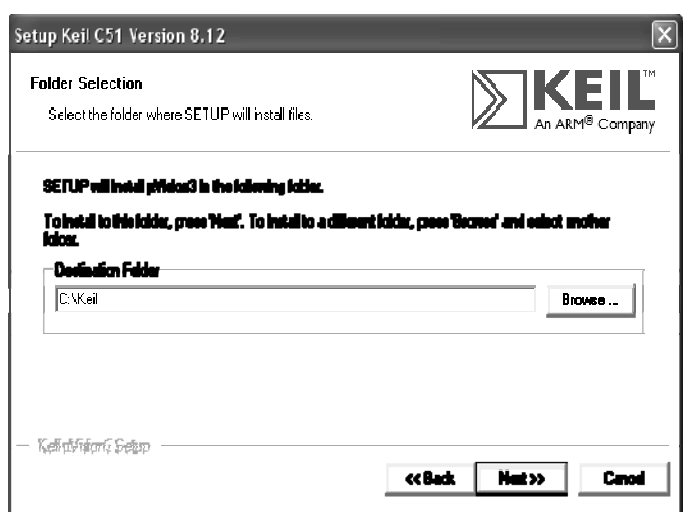 Setup Keil C51 Version 8.12
Folder Selection
Select the folder where SETUP will install files.
KEIL™
An ARM® Company
SETUP will install µVision3 in the following folder.
To install to this folder, press 'Next'. To install to a different folder, press 'Browse' and select another
folder.
Destination Folder
C:\Keil
Browse ...
Keil µVision3 Setup
<< Back
Next >>
Cancel